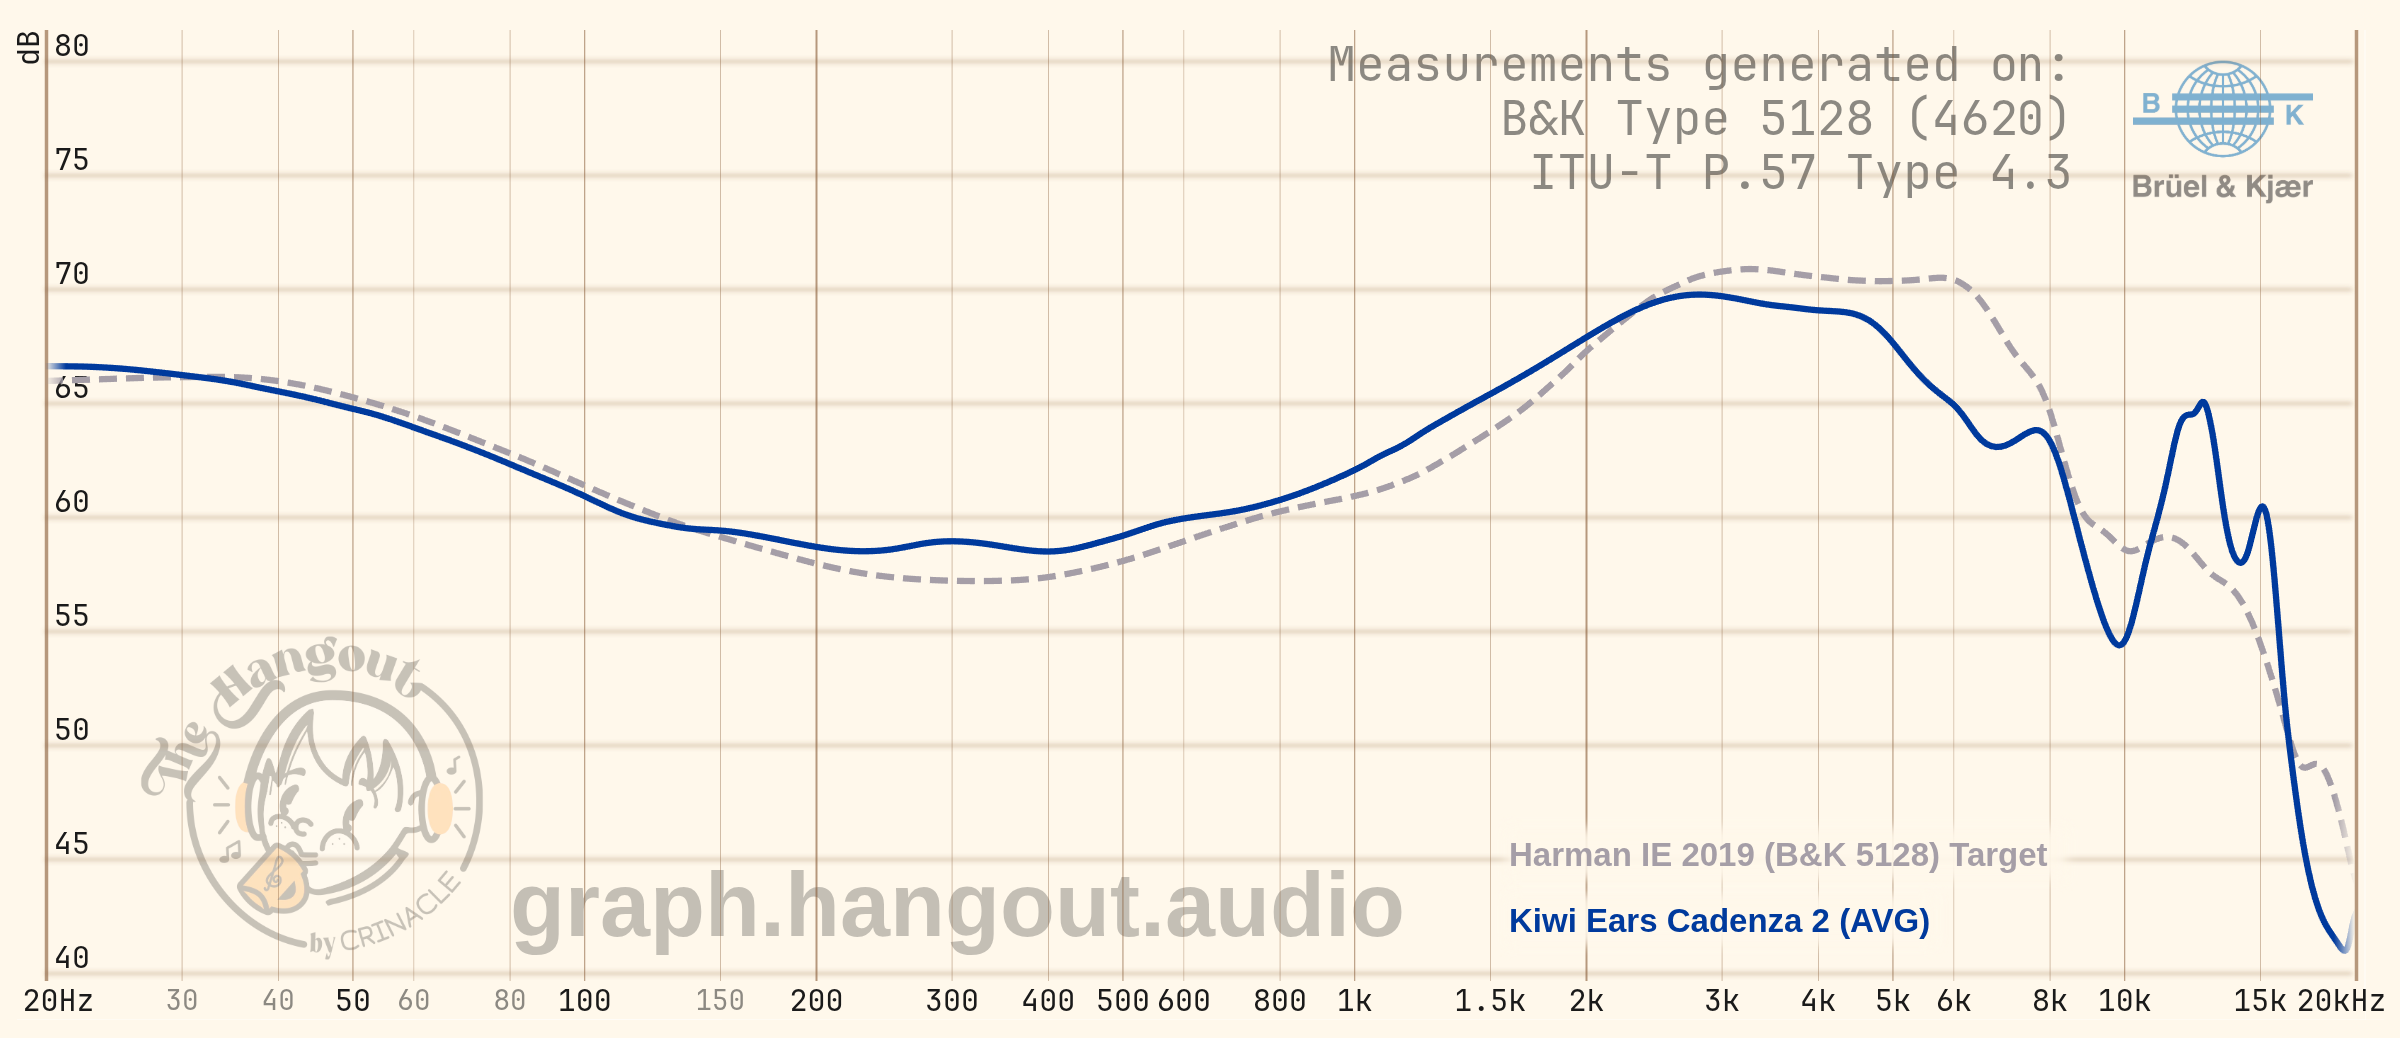 dB
80
75
70
65
60
55
50
45
40
Measurements generated on:
B&K Type 5128 (4620)
ITU-T P.57 Type 4.3
B K
Brüel & Kjær
The Hangout
by CRINACLE
graph.hangout.audio
Harman IE 2019 (B&K 5128) Target
Kiwi Ears Cadenza 2 (AVG)
20Hz 30 40 50 60 80 100 150 200 300 400 500 600 800 1k 1.5k 2k 3k 4k 5k 6k 8k 10k 15k 20kHz